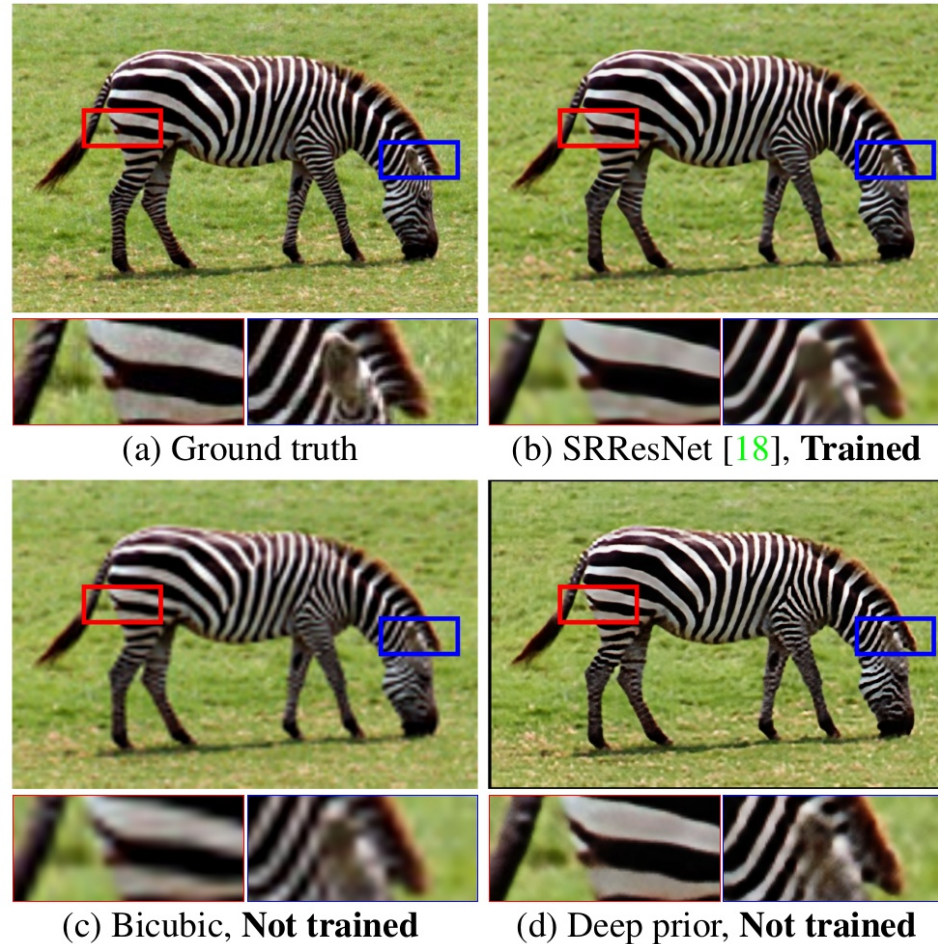 (a) Ground truth
(b) SRResNet [18], Trained
(c) Bicubic, Not trained
(d) Deep prior, Not trained